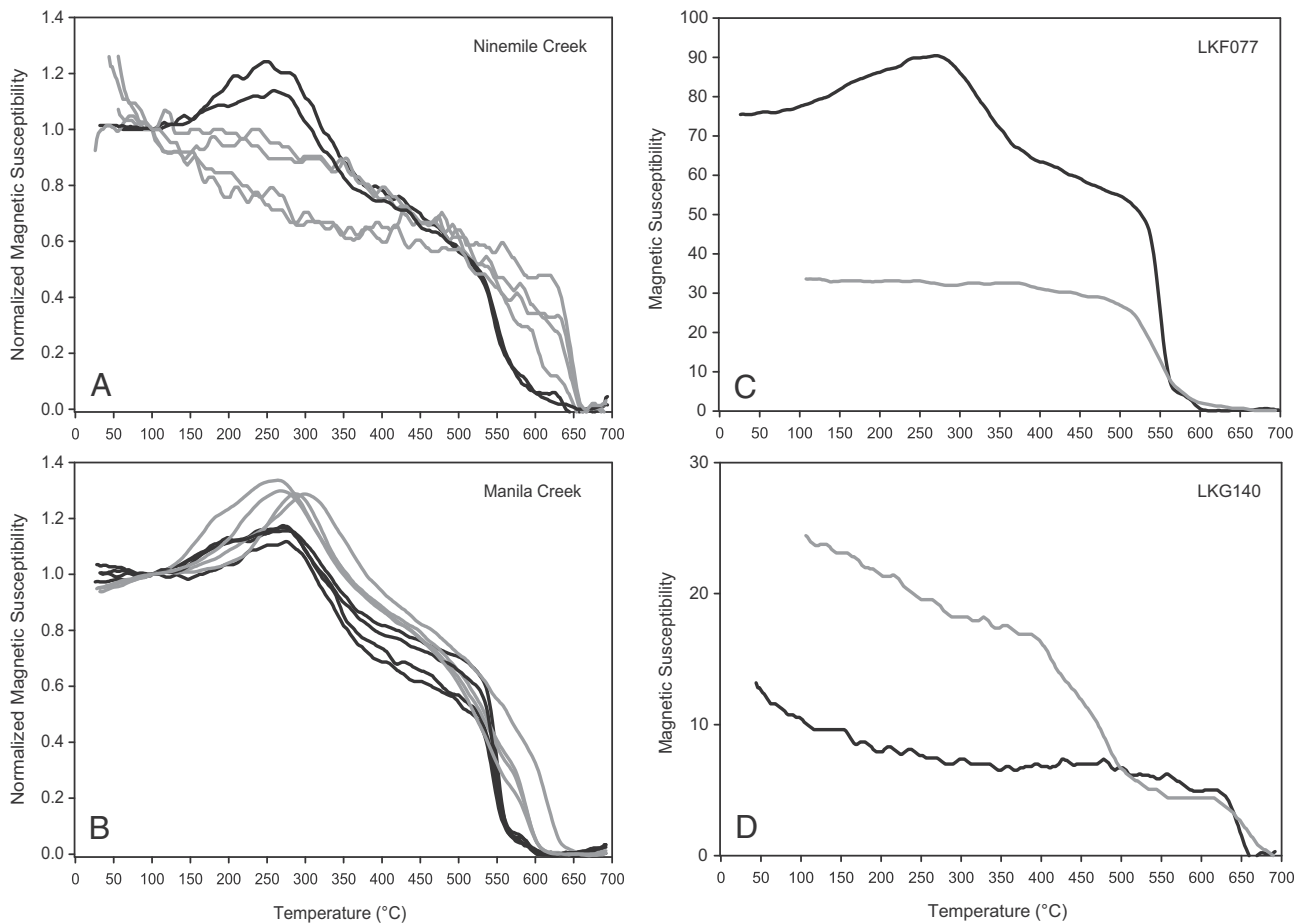 1.4
1.2
1.0
0.8
0.6
0.4
0.2
0.0
Normalized Magnetic Susceptibility
Ninemile Creek
A
0 50 100 150 200 250 300 350 400 450 500 550 600 650 700
100
90
80
70
60
50
40
30
20
10
0
Magnetic Susceptibility
LKF077
C
0 50 100 150 200 250 300 350 400 450 500 550 600 650 700
1.4
1.2
1.0
0.8
0.6
0.4
0.2
0.0
Normalized Magnetic Susceptibility
Manila Creek
B
0 50 100 150 200 250 300 350 400 450 500 550 600 650 700
Temperature (°C)
30
20
10
0
Magnetic Susceptibility
LKG140
D
0 50 100 150 200 250 300 350 400 450 500 550 600 650 700
Temperature (°C)